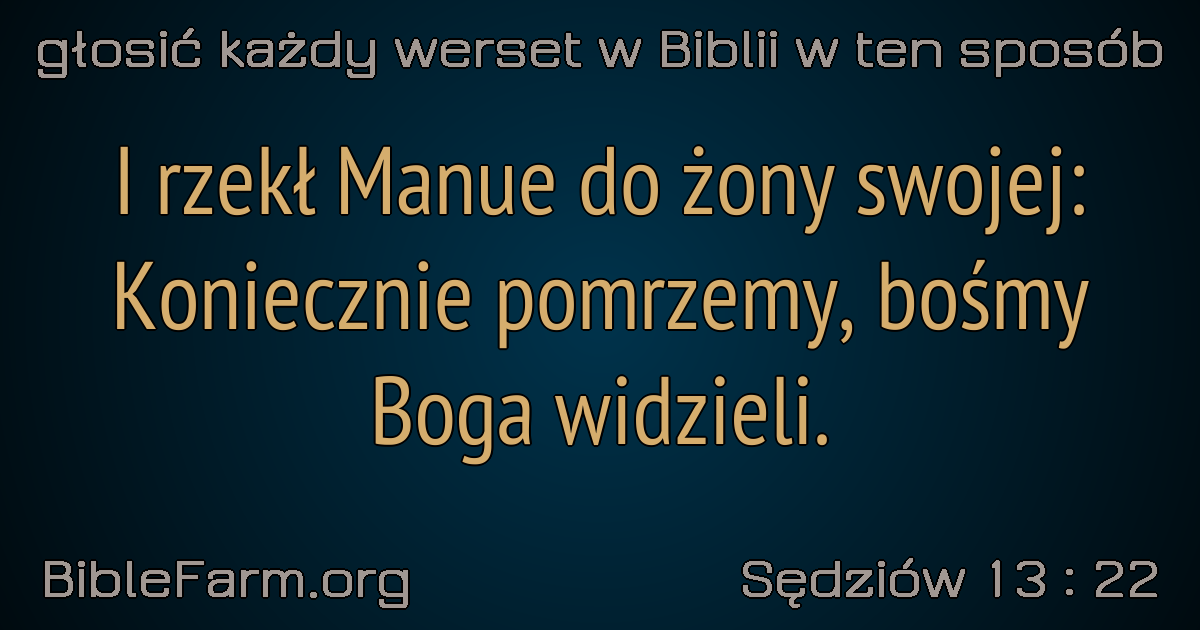 głosić każdy werset w Biblii w ten sposób
I rzekł Manue do żony swojej:
Koniecznie pomrzemy, bośmy
Boga widzieli.
BibleFarm.org
Sędziów 13 : 22